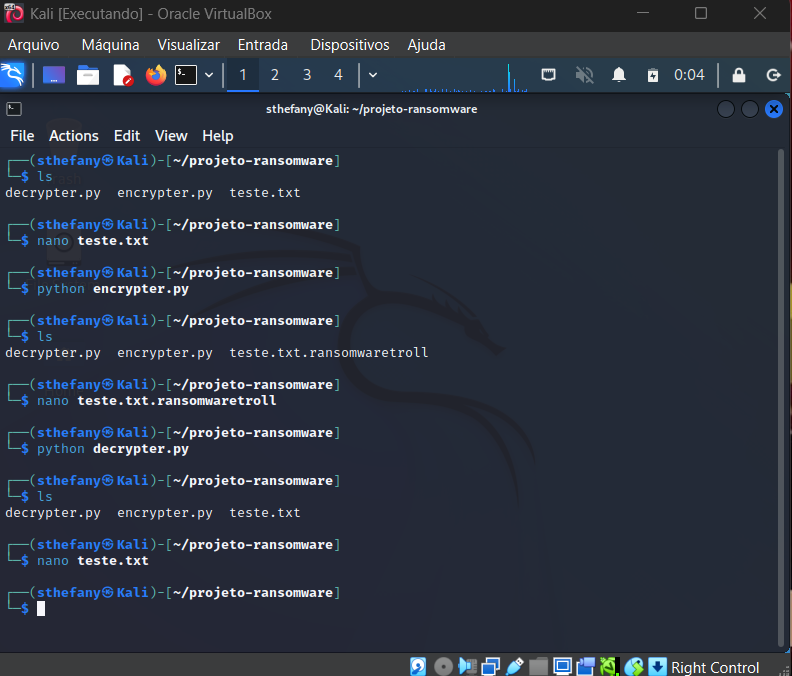 Kali [Executando] - Oracle VirtualBox
Arquivo Máquina Visualizar Entrada Dispositivos Ajuda
1 2 3 4 0:04
sthefany@Kali: ~/projeto-ransomware
File Actions Edit View Help
┌──(sthefany㉿Kali)-[~/projeto-ransomware]
└─$ ls
decrypter.py  encrypter.py  teste.txt
┌──(sthefany㉿Kali)-[~/projeto-ransomware]
└─$ nano teste.txt
┌──(sthefany㉿Kali)-[~/projeto-ransomware]
└─$ python encrypter.py
┌──(sthefany㉿Kali)-[~/projeto-ransomware]
└─$ ls
decrypter.py  encrypter.py  teste.txt.ransomwaretroll
┌──(sthefany㉿Kali)-[~/projeto-ransomware]
└─$ nano teste.txt.ransomwaretroll
┌──(sthefany㉿Kali)-[~/projeto-ransomware]
└─$ python decrypter.py
┌──(sthefany㉿Kali)-[~/projeto-ransomware]
└─$ ls
decrypter.py  encrypter.py  teste.txt
┌──(sthefany㉿Kali)-[~/projeto-ransomware]
└─$ nano teste.txt
┌──(sthefany㉿Kali)-[~/projeto-ransomware]
└─$
Right Control